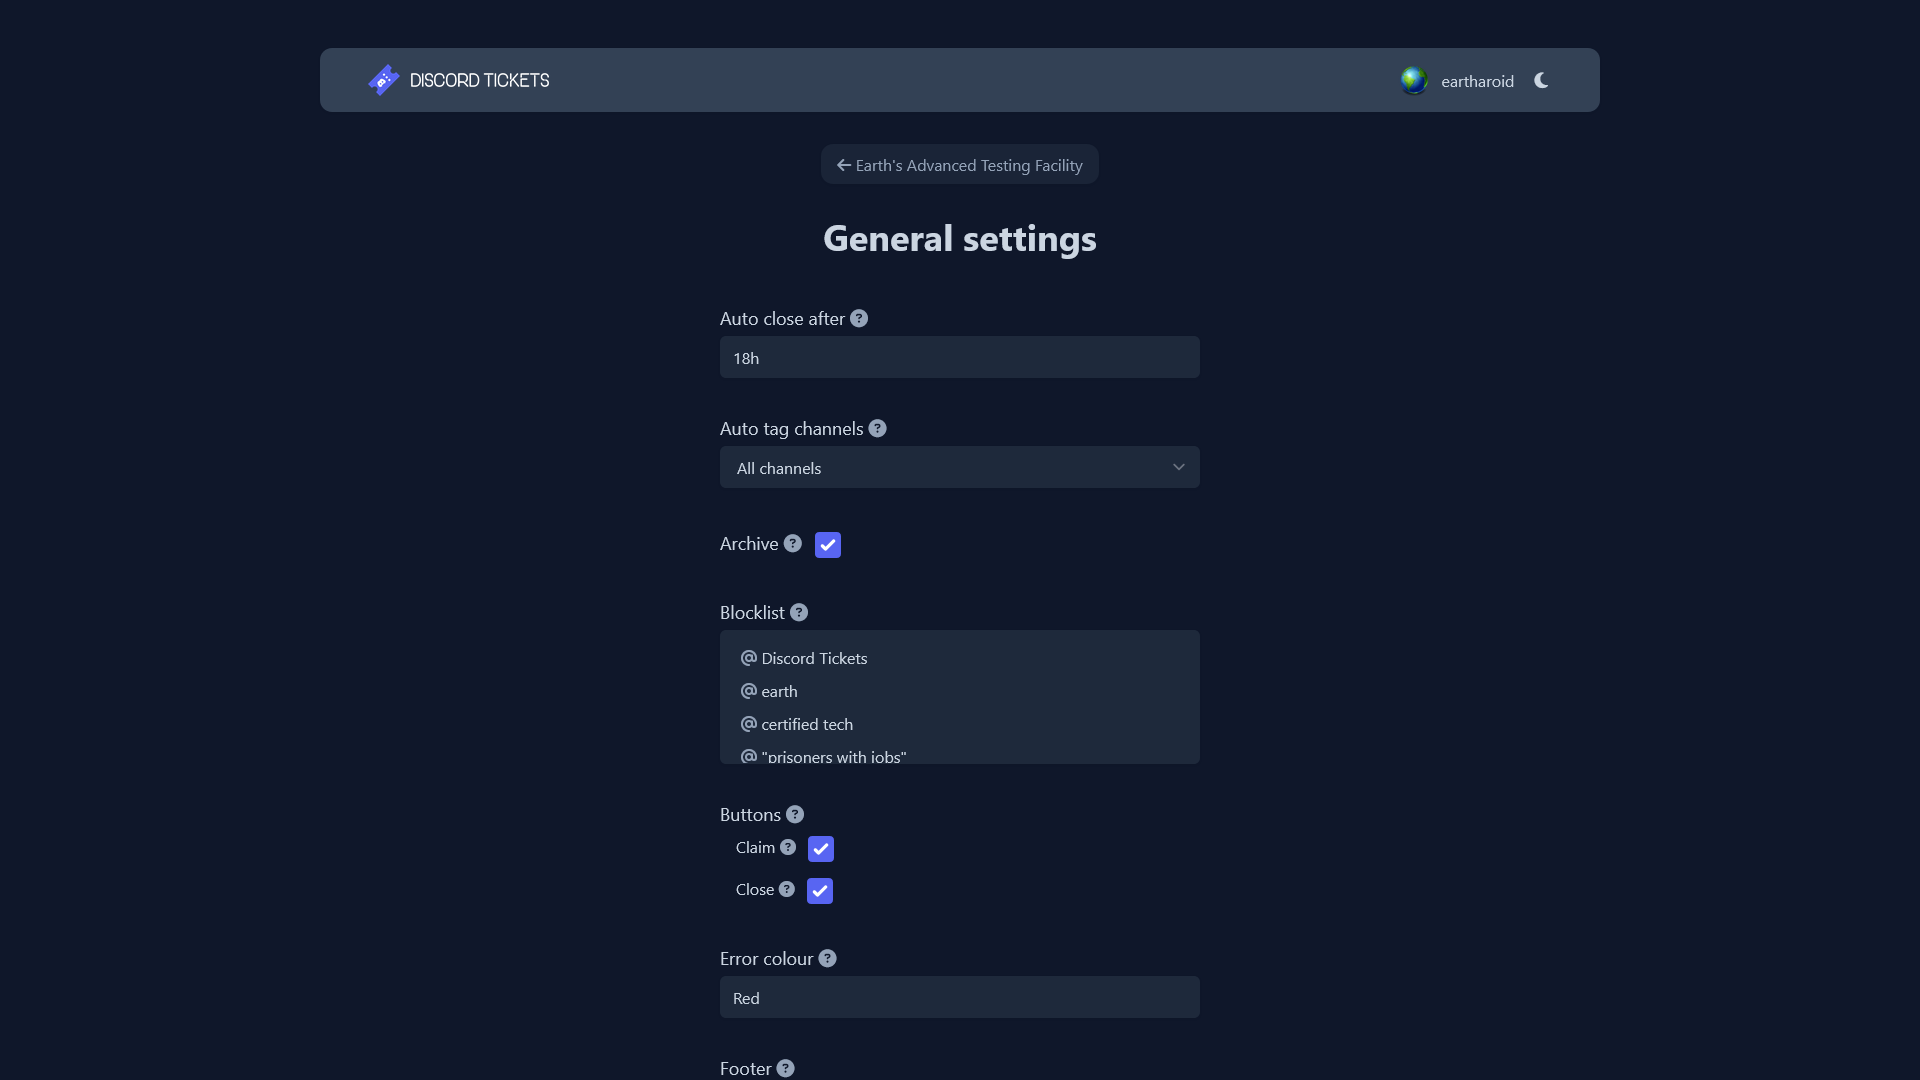 DISCORD TICKETS
eartharoid
Earth's Advanced Testing Facility
General settings
Auto close after
18h
Auto tag channels
All channels
Archive
Blocklist
@ Discord Tickets
@ earth
@ certified tech
@ "prisoners with jobs"
Buttons
Claim
Close
Error colour
Red
Footer